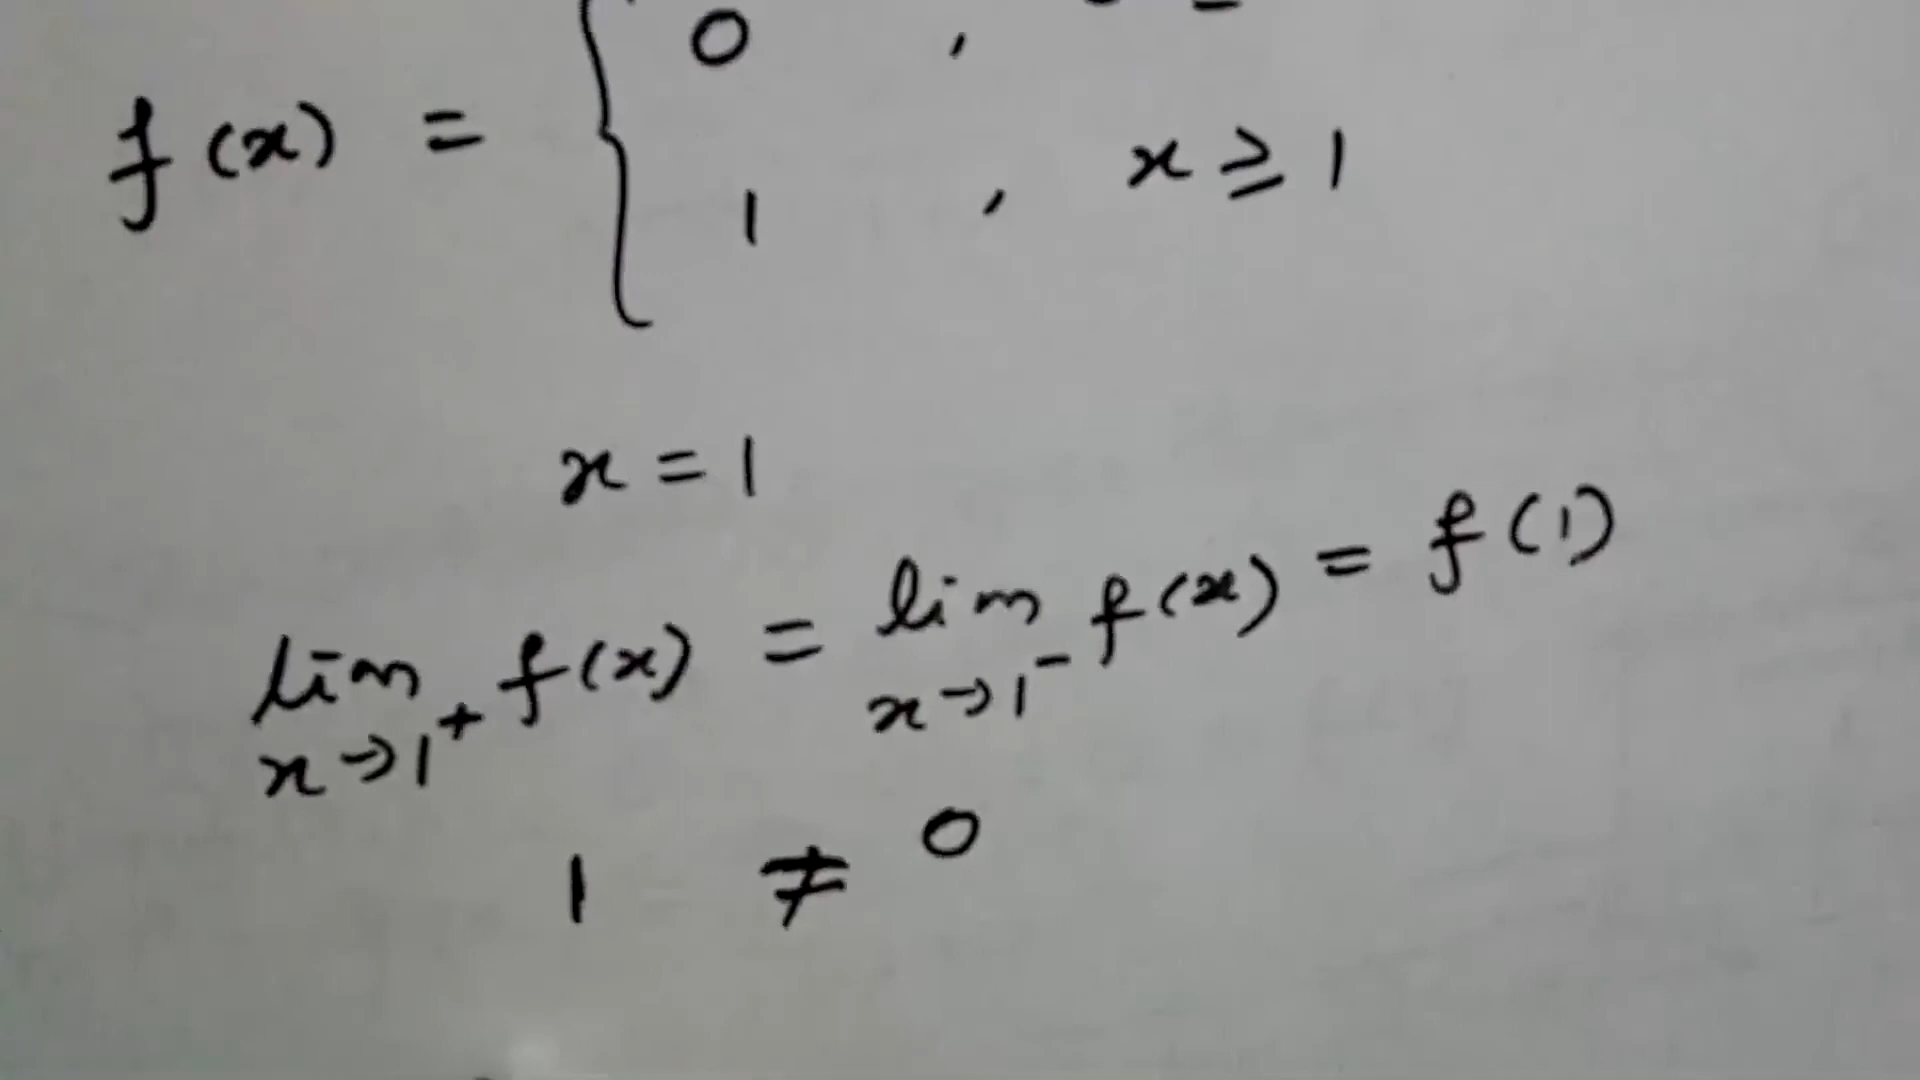 0 ,
f(x) = {
1 , x ≥ 1
x = 1
lim x→1⁺ f(x) = lim x→1⁻ f(x) = f(1)
1 ≠ 0